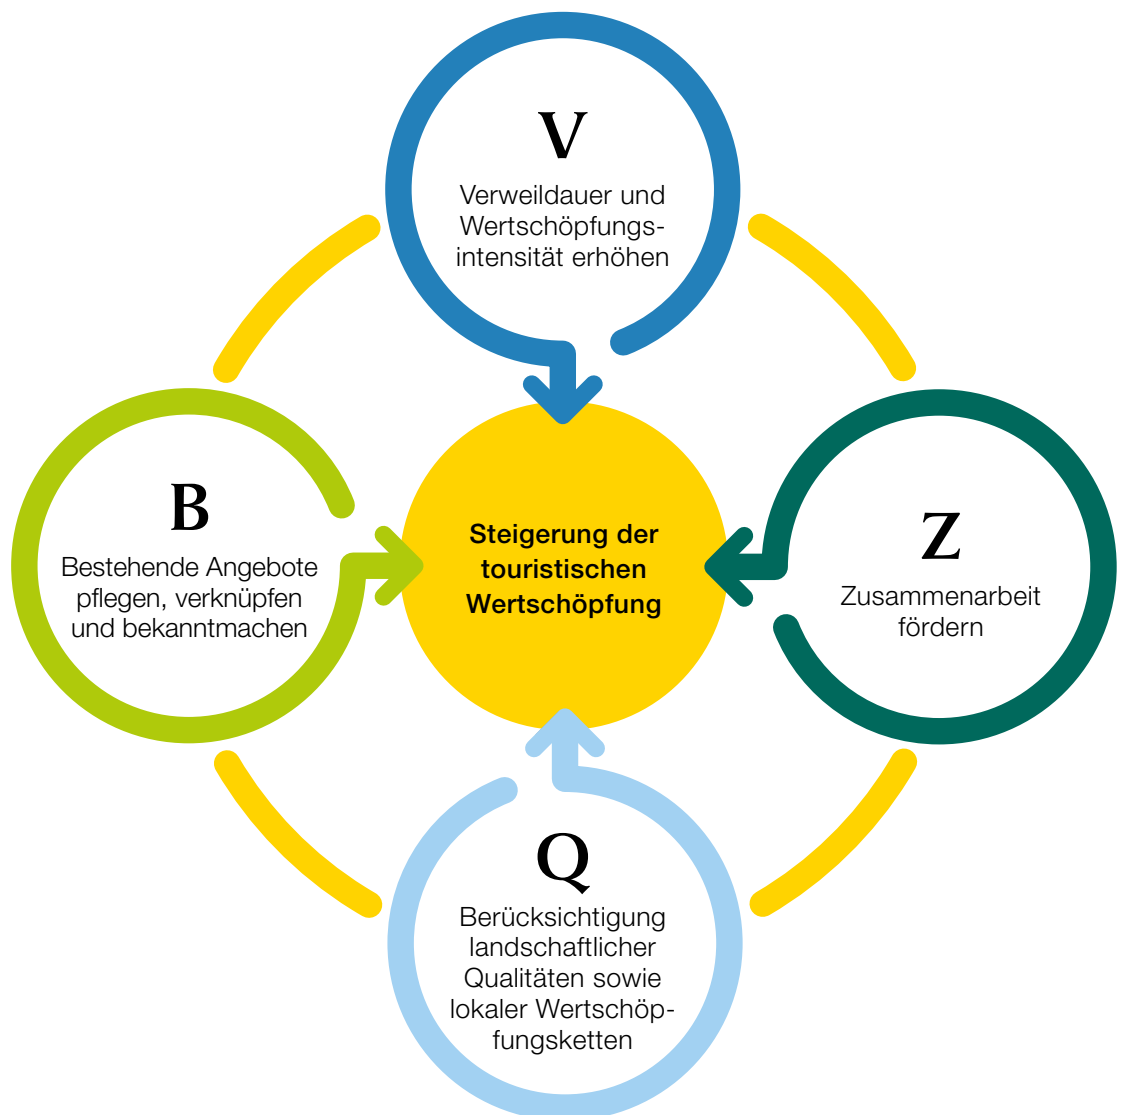 V
Verweildauer und
Wertschöpfungs-
intensität erhöhen
B
Bestehende Angebote
pflegen, verknüpfen
und bekanntmachen
Steigerung der
touristischen
Wertschöpfung
Z
Zusammenarbeit
fördern
Q
Berücksichtigung
landschaftlicher
Qualitäten sowie
lokaler Wertschöp-
fungsketten